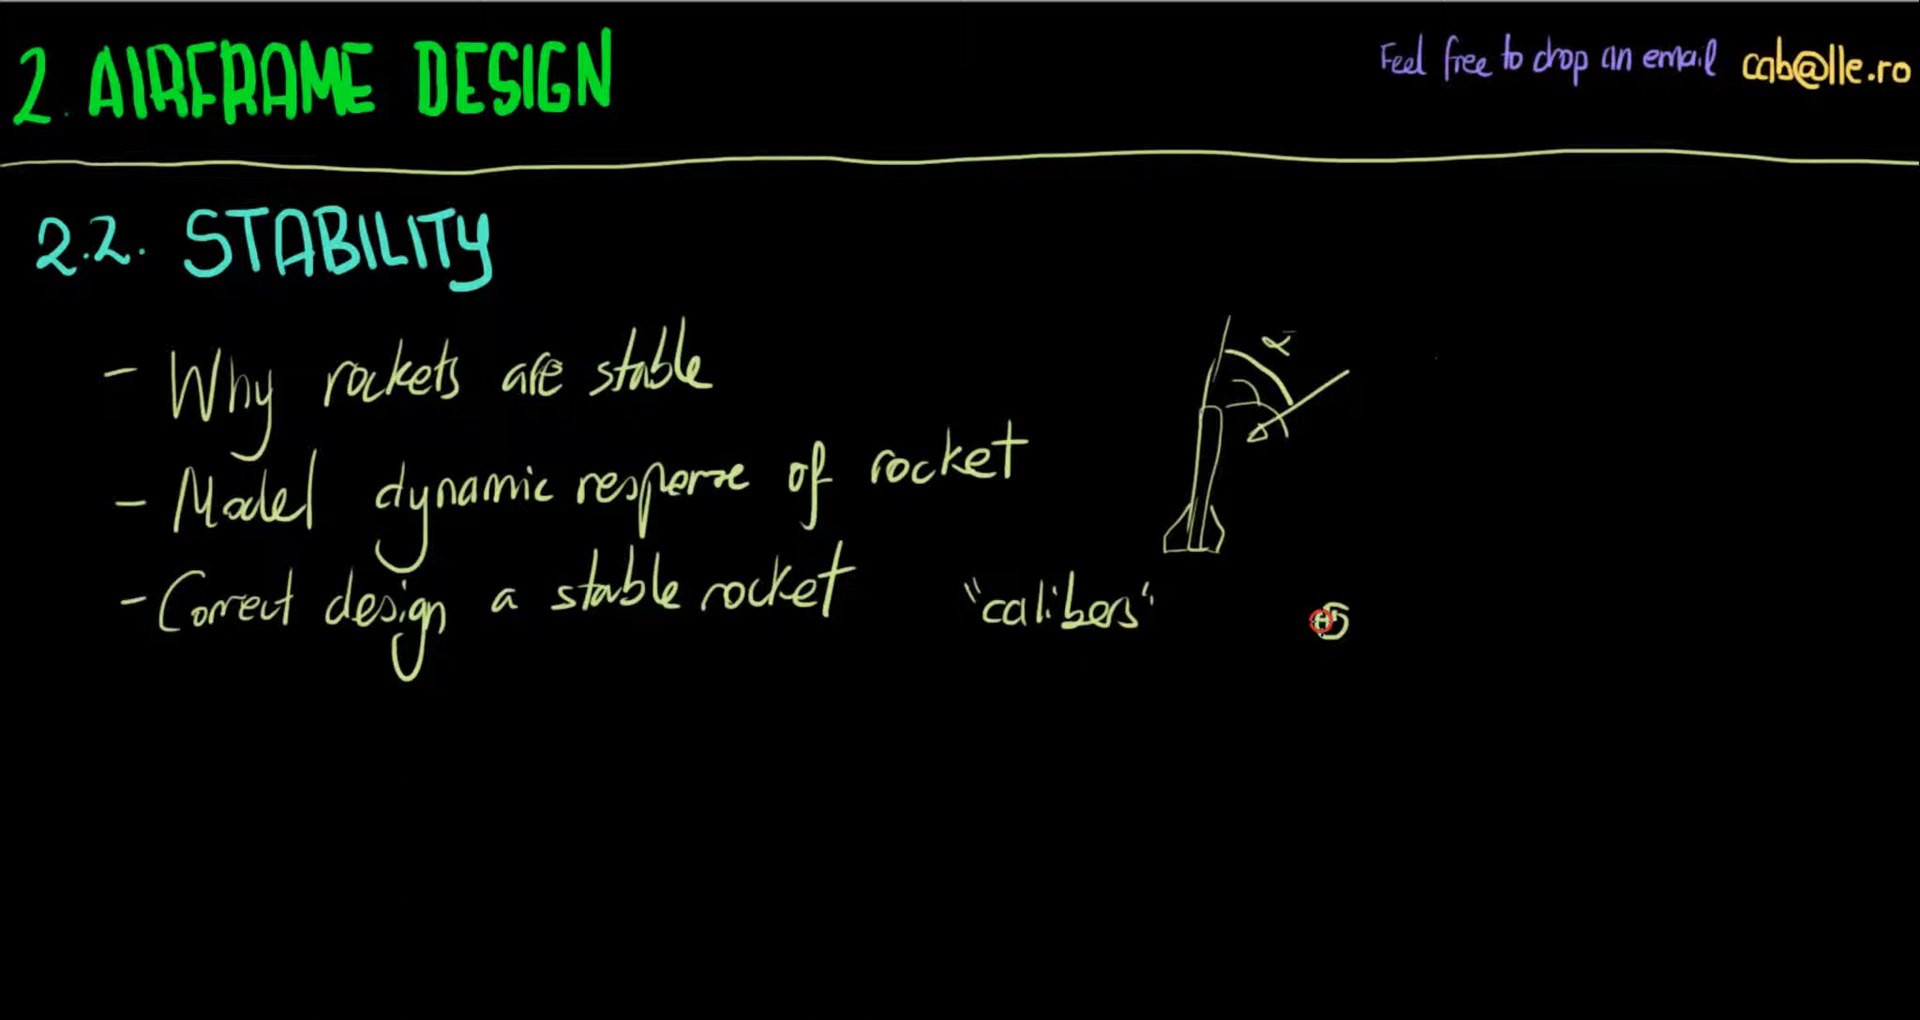 2. AIRFRAME DESIGN
Feel free to drop an email cab@lle.ro
2.2. STABILITY
- Why rockets are stable
- Model dynamic response of rocket
- Correct design a stable rocket
"calibers"
α